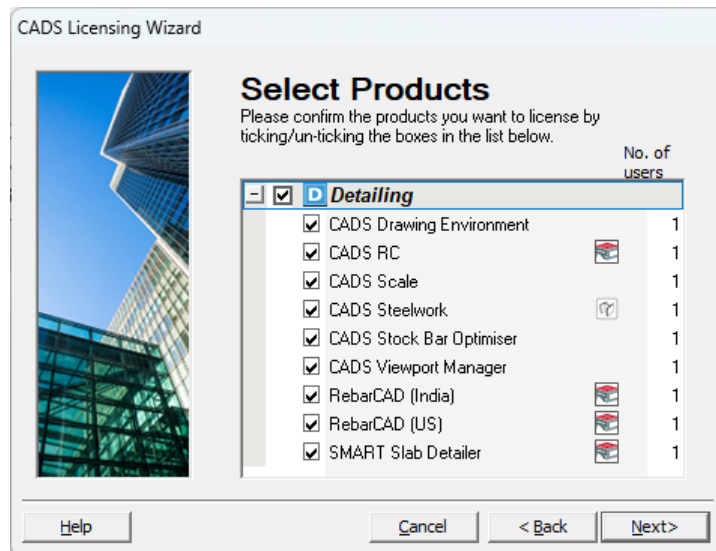 CADS Licensing Wizard
Select Products
Please confirm the products you want to license by
ticking/un-ticking the boxes in the list below.
No. of
users
D Detailing
CADS Drawing Environment 1
CADS RC 1
CADS Scale 1
CADS Steelwork 1
CADS Stock Bar Optimiser 1
CADS Viewport Manager 1
RebarCAD (India) 1
RebarCAD (US) 1
SMART Slab Detailer 1
Help Cancel < Back Next>